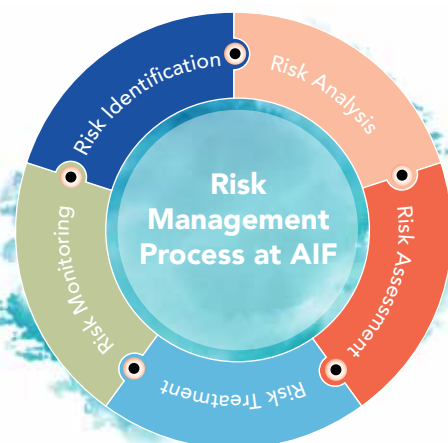 Risk Identification
Risk Analysis
Risk Assessment
Risk Treatment
Risk Monitoring
Risk
Management
Process at AIF